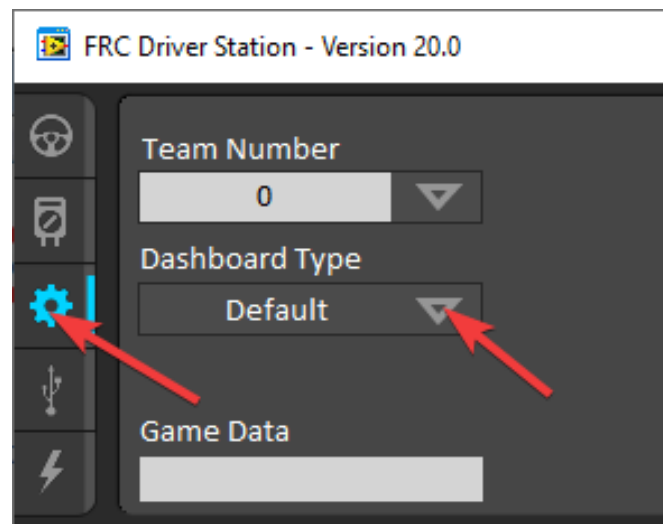 FRC Driver Station - Version 20.0
Team Number
0
Dashboard Type
Default
Game Data